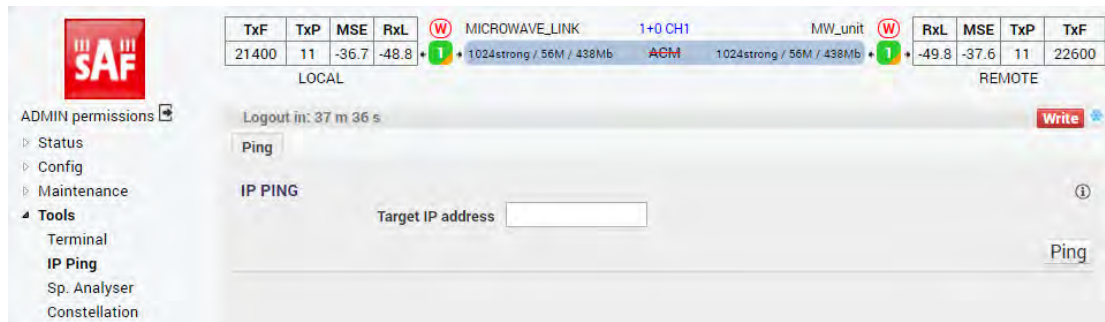 SAF
TxF TxP MSE RxL W MICROWAVE_LINK 1+0 CH1 MW_unit W RxL MSE TxP TxF
21400 11 -36.7 -48.8 1 1024strong / 56M / 438Mb ACM 1024strong / 56M / 438Mb 1 -49.8 -37.6 11 22600
LOCAL REMOTE
ADMIN permissions
Logout in: 37 m 36 s Write
Status
Config
Maintenance
Tools
Terminal
IP Ping
Sp. Analyser
Constellation
Ping
IP PING
Target IP address
Ping